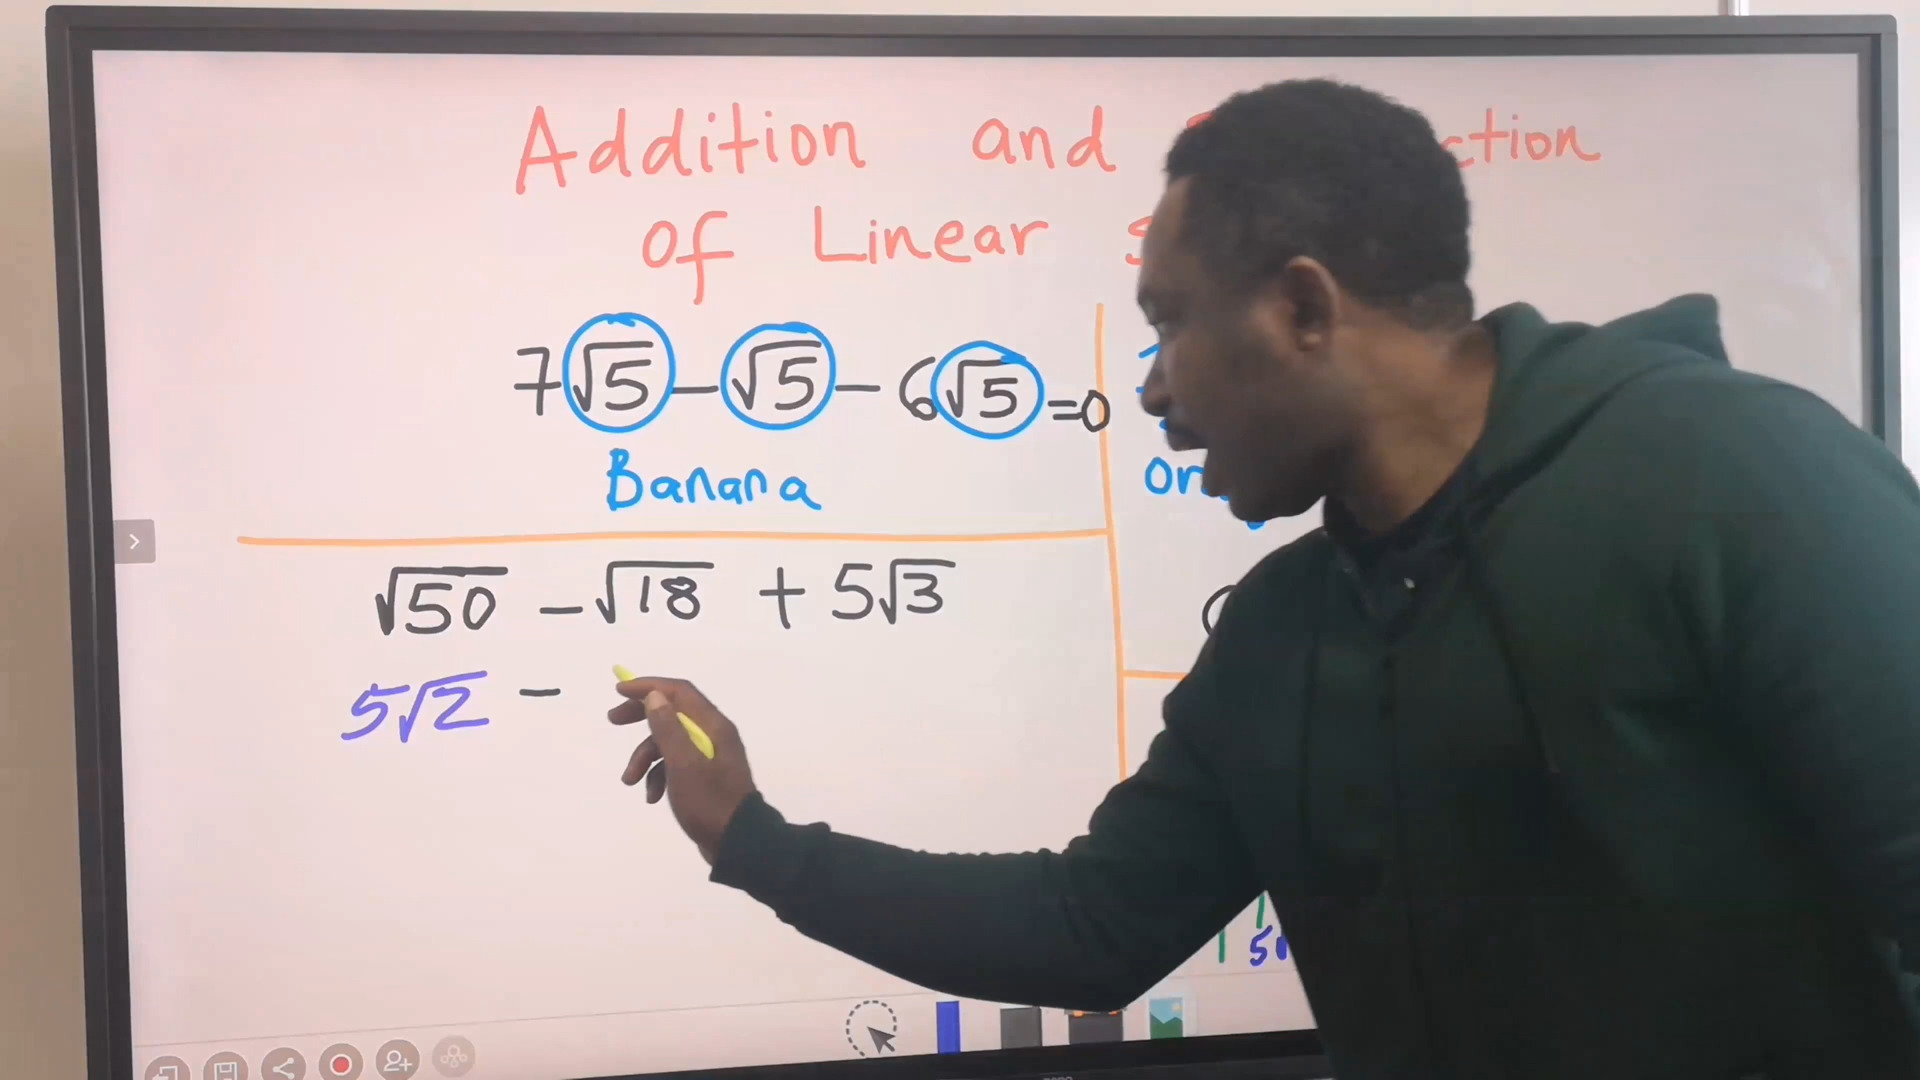 Addition and
of Linear
7√5 - √5 - 6√5 = 0
Banana
√50 - √18 + 5√3
5√2 -